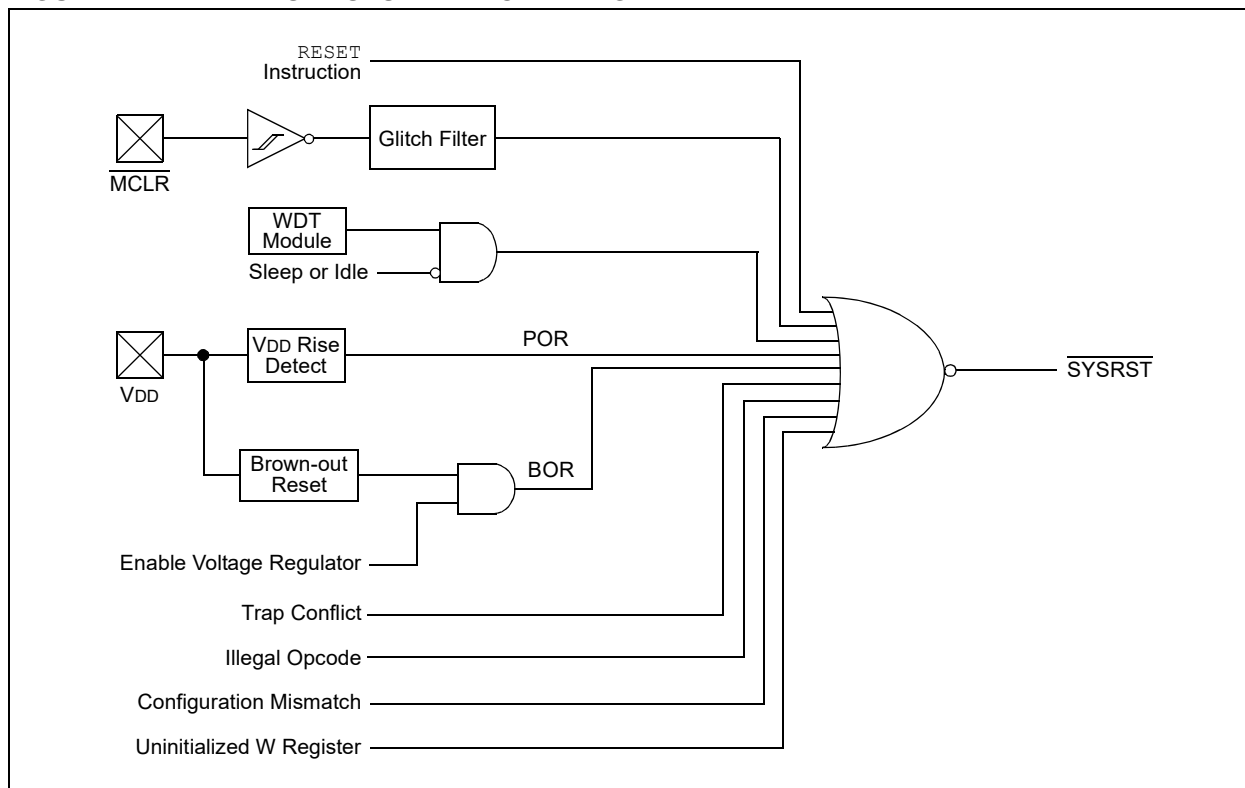 RESET
Instruction
MCLR
Glitch Filter
WDT
Module
Sleep or Idle
VDD
VDD Rise
Detect
POR
Brown-out
Reset
BOR
Enable Voltage Regulator
Trap Conflict
Illegal Opcode
Configuration Mismatch
Uninitialized W Register
SYSRST